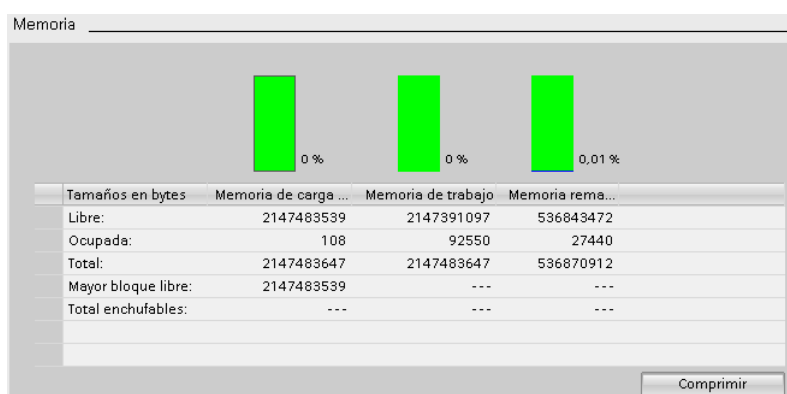 Memoria
0 % 0 % 0,01 %
Tamaños en bytes Memoria de carga ... Memoria de trabajo Memoria rema...
Libre: 2147483539 2147391097 536843472
Ocupada: 108 92550 27440
Total: 2147483647 2147483647 536870912
Mayor bloque libre: 2147483539 --- ---
Total enchufables: --- --- ---
Comprimir